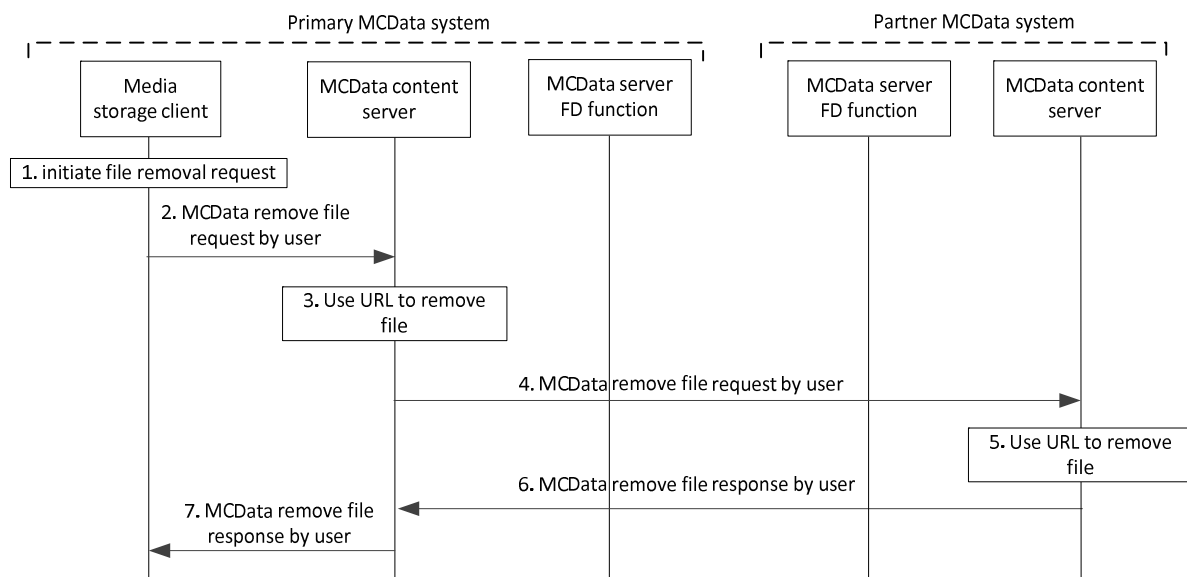 Primary MCData system
Partner MCData system
Media
storage client
MCData content
server
MCData server
FD function
MCData server
FD function
MCData content
server
1. initiate file removal request
2. MCData remove file
request by user
3. Use URL to remove
file
4. MCData remove file request by user
5. Use URL to remove
file
6. MCData remove file response by user
7. MCData remove file
response by user